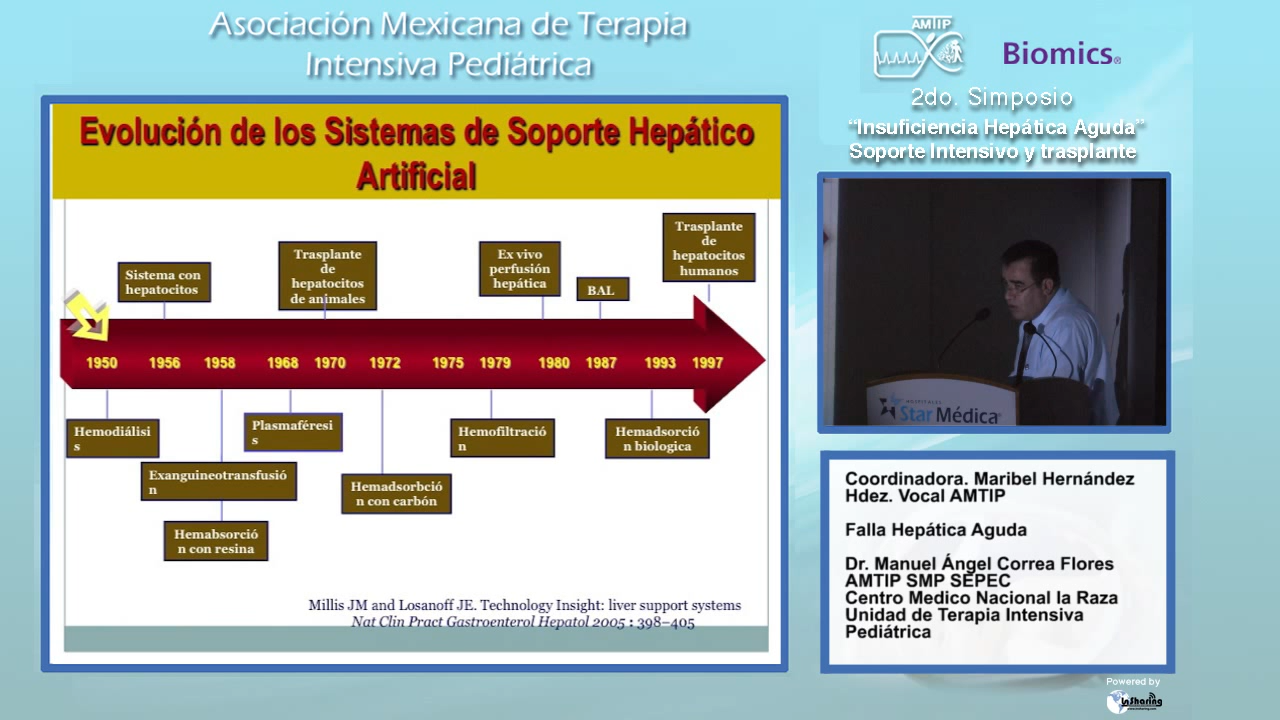 Asociación Mexicana de Terapia
Intensiva Pediátrica
AMTIP
Biomics®
2do. Simposio
“Insuficiencia Hepática Aguda”
Soporte Intensivo y trasplante
Evolución de los Sistemas de Soporte Hepático
Artificial
Sistema con
hepatocitos
Trasplante
de
hepatocitos
de animales
Ex vivo
perfusión
hepática
BAL
Trasplante
de
hepatocitos
humanos
1950 1956 1958 1968 1970 1972 1975 1979 1980 1987 1993 1997
Hemodiálisi
s
Exanguineotransfusió
n
Hemabsorció
n con resina
Plasmaféresi
s
Hemadsorbció
n con carbón
Hemofiltració
n
Hemadsorció
n biologica
Millis JM and Losanoff JE. Technology Insight: liver support systems
Nat Clin Pract Gastroenterol Hepatol 2005 : 398–405
HOSPITALES
Star Médica
Coordinadora. Maribel Hernández
Hdez. Vocal AMTIP
Falla Hepática Aguda
Dr. Manuel Ángel Correa Flores
AMTIP SMP SEPEC
Centro Medico Nacional la Raza
Unidad de Terapia Intensiva
Pediátrica
Powered by
InSharing